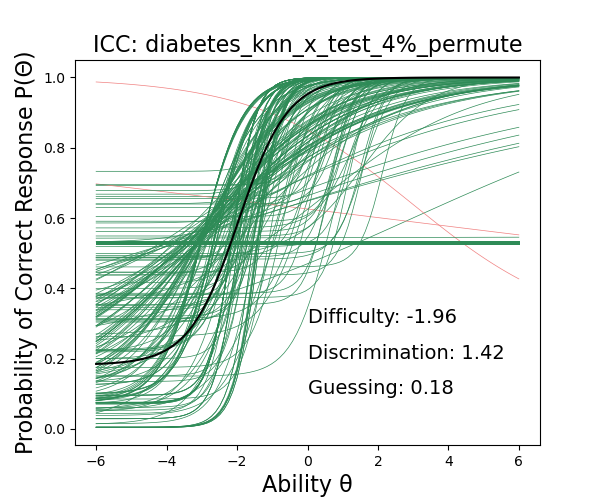 ICC: diabetes_knn_x_test_4%_permute
Probability of Correct Response P(Θ)
1.0
0.8
0.6
0.4
0.2
0.0
Difficulty: -1.96
Discrimination: 1.42
Guessing: 0.18
−6 −4 −2 0 2 4 6
Ability θ